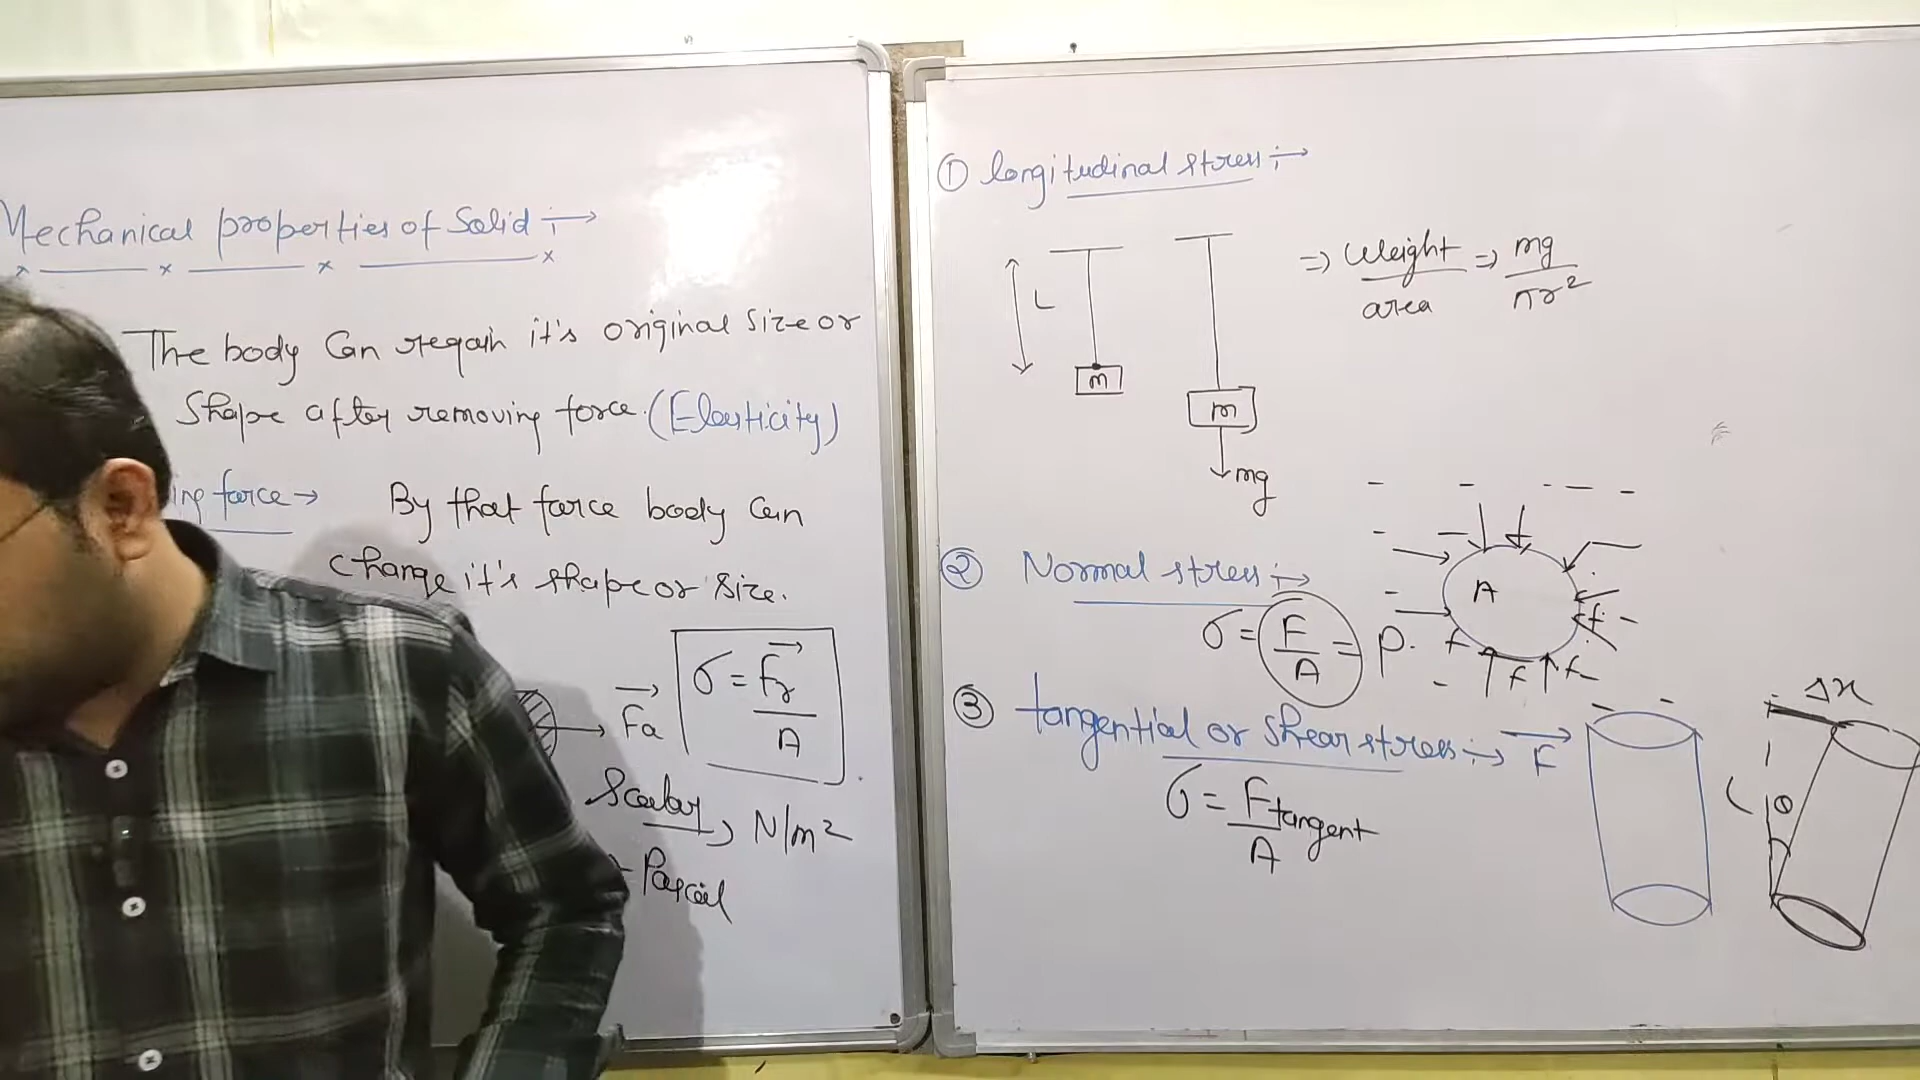 Mechanical properties of Solid :→
The body Can regain it's original size or
Shape after removing force. (Elasticity)
ing force → By that force body Can
Change it's shape or size.
Fa
σ = Fr / A
Scalar, N/m²
→ Pascal
① longitudinal stress :→
L
m
m
mg
⇒ Weight / area ⇒ mg / πr²
② Normal stress :→
σ = F / A = P.
A
F
F
F
F
③ tangential or shear stress :→ F
σ = Ftangent / A
Δx
L
θ